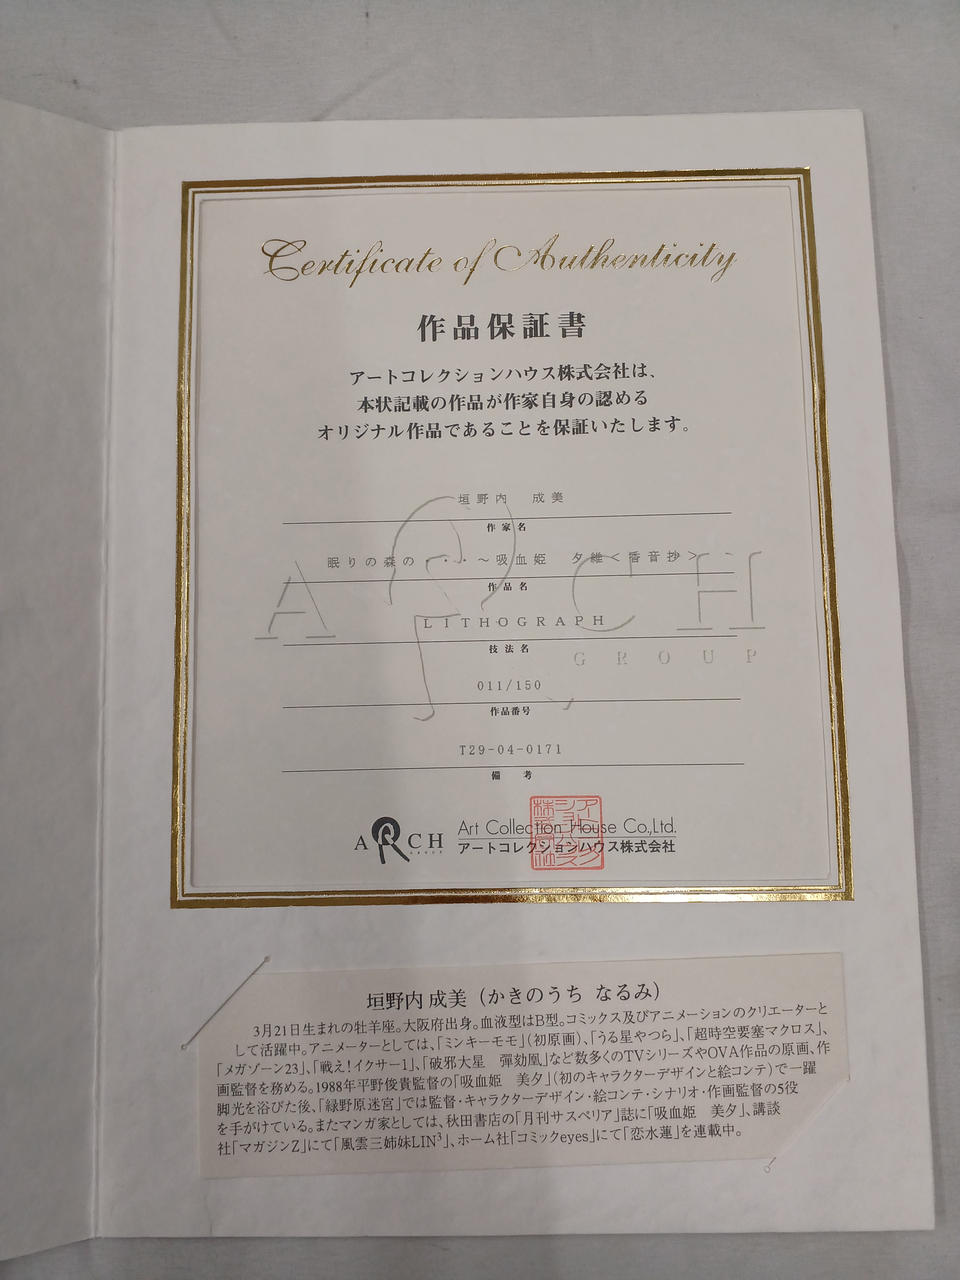 Certificate of Authenticity
作品保証書
アートコレクションハウス株式会社は、
本状記載の作品が作家自身の認める
オリジナル作品であることを保証いたします。
垣野内 成美
作家名
眠りの森の・・・～吸血姫 夕維<香音抄>
作品名
LITHOGRAPH
技法名
011/150
作品番号
T29-04-0171
備考
ARCH GROUP
ARCH
GROUP
Art Collection House Co.,Ltd.
アートコレクションハウス株式会社
アートコレクションハウス株式会社
垣野内 成美（かきのうち なるみ）
3月21日生まれの牡羊座。大阪府出身。血液型はB型。コミックス及びアニメーションのクリエーターと
して活躍中。アニメーターとしては、「ミンキーモモ」（初原画）、「うる星やつら」、「超時空要塞マクロス」、
「メガゾーン23」、「戦え！イクサー1」、「破邪大星 彈劾凰」など数多くのTVシリーズやOVA作品の原画、作
画監督を務める。1988年平野俊貴監督の「吸血姫 美夕」（初のキャラクターデザインと絵コンテ）で一躍
脚光を浴びた後、「緑野原迷宮」では監督・キャラクターデザイン・絵コンテ・シナリオ・作画監督の5役
を手がけている。またマンガ家としては、秋田書店の「月刊サスペリア」誌に「吸血姫 美夕」、講談
社「マガジンZ」にて「風雲三姉妹LIN³」、ホーム社「コミックeyes」にて「恋水蓮」を連載中。